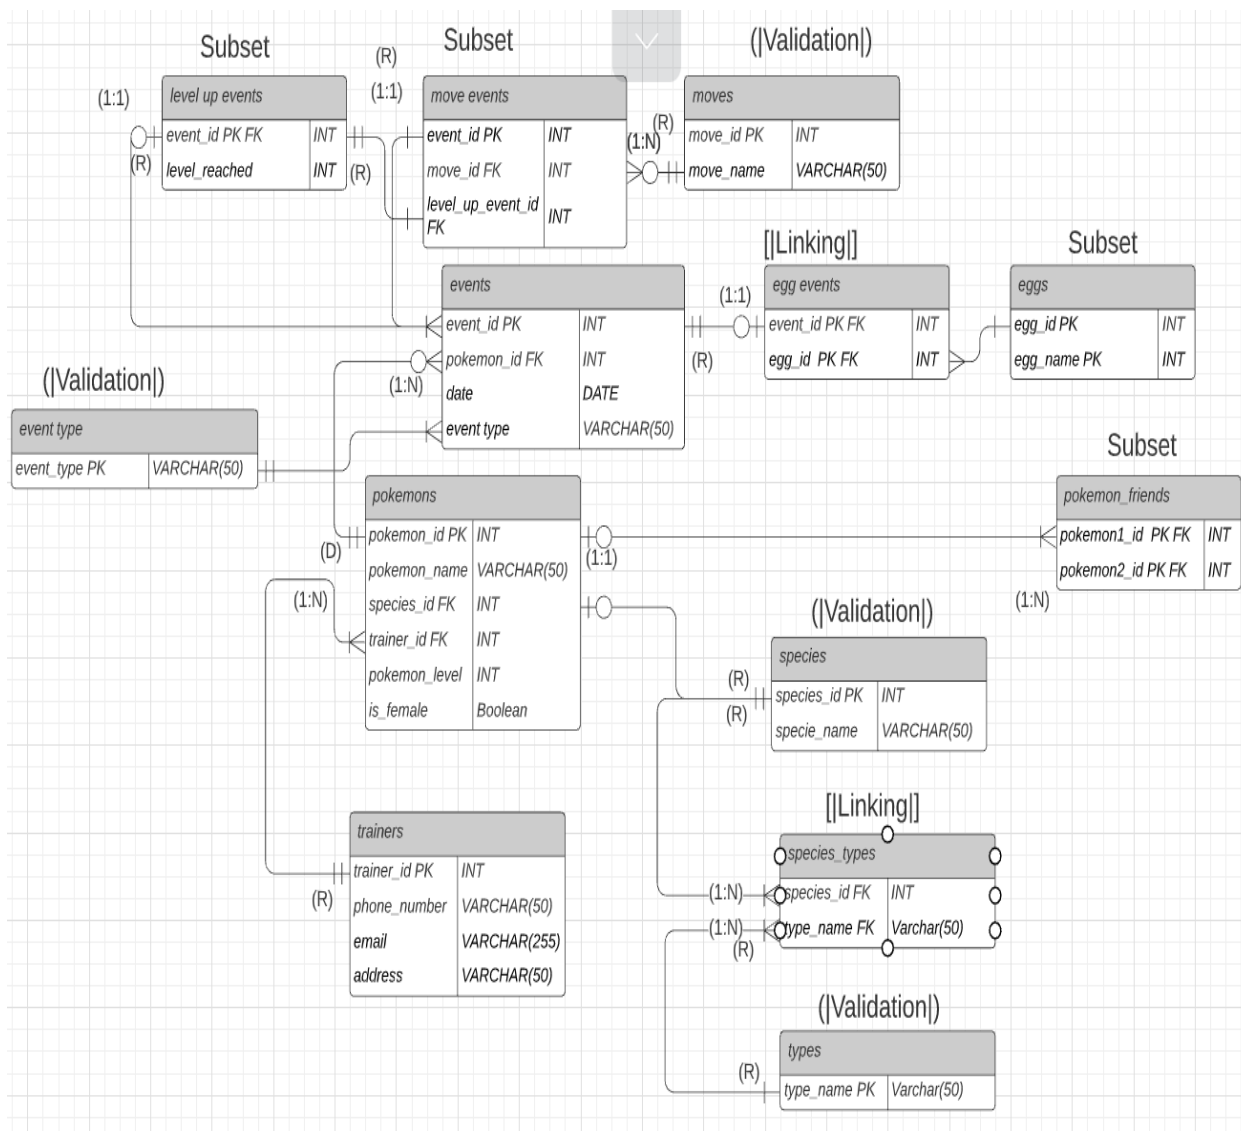 Subset
(R)
Subset
(|Validation|)
(1:1)
level up events
(1:1)
move events
moves
event_id PK FK INT
(R)
(R)
level_reached INT
event_id PK INT
move_id FK INT
level_up_event_id FK INT
(R)
(1:N)
move_id PK INT
move_name VARCHAR(50)
[|Linking|]
Subset
events
egg events
eggs
(1:1)
event_id PK INT
(R)
event_id PK FK INT
egg_id PK INT
pokemon_id FK INT
(1:N)
egg_id PK FK INT
egg_name PK INT
date DATE
event type VARCHAR(50)
(|Validation|)
event type
event_type PK VARCHAR(50)
Subset
pokemons
pokemon_friends
pokemon_id PK INT
(D)
(1:1)
pokemon1_id PK FK INT
pokemon_name VARCHAR(50)
pokemon2_id PK FK INT
(1:N)
(1:N)
species_id FK INT
trainer_id FK INT
pokemon_level INT
is_female Boolean
(|Validation|)
species
(R)
(R)
species_id PK INT
specie_name VARCHAR(50)
trainers
trainer_id PK INT
(R)
phone_number VARCHAR(50)
email VARCHAR(255)
address VARCHAR(50)
[|Linking|]
species_types
(1:N)
species_id FK INT
(1:N)
(R)
type_name FK Varchar(50)
(|Validation|)
types
(R)
type_name PK Varchar(50)